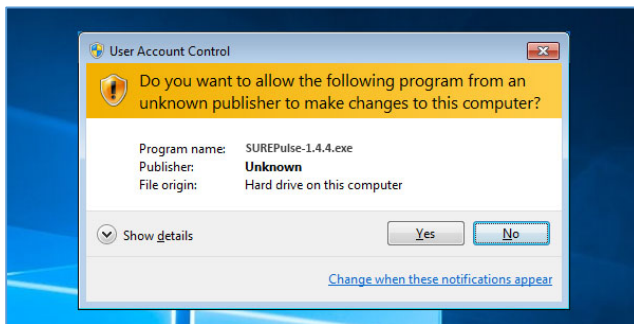 User Account Control
Do you want to allow the following program from an
unknown publisher to make changes to this computer?
Program name: SUREPulse-1.4.4.exe
Publisher: Unknown
File origin: Hard drive on this computer
Show details
Yes No
Change when these notifications appear